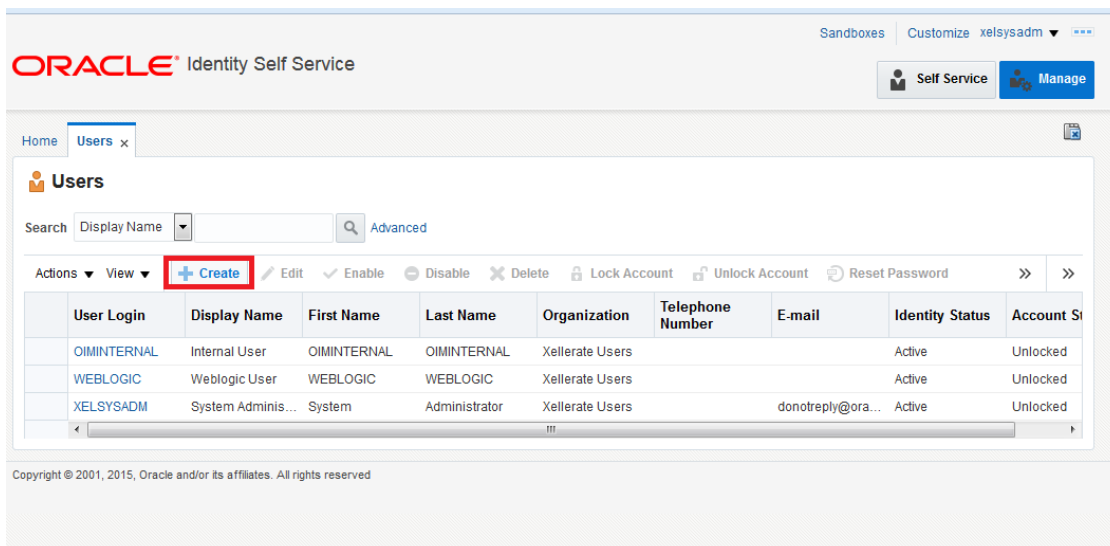 Sandboxes Customize xelsysadm
ORACLE Identity Self Service
Self Service Manage
Home Users x
Users
Search Display Name Advanced
Actions View Create Edit Enable Disable Delete Lock Account Unlock Account Reset Password » »
User Login Display Name First Name Last Name Organization Telephone Number E-mail Identity Status Account St
OIMINTERNAL Internal User OIMINTERNAL OIMINTERNAL Xellerate Users Active Unlocked
WEBLOGIC Weblogic User WEBLOGIC WEBLOGIC Xellerate Users Active Unlocked
XELSYSADM System Adminis... System Administrator Xellerate Users donotreply@ora... Active Unlocked
Copyright © 2001, 2015, Oracle and/or its affiliates. All rights reserved